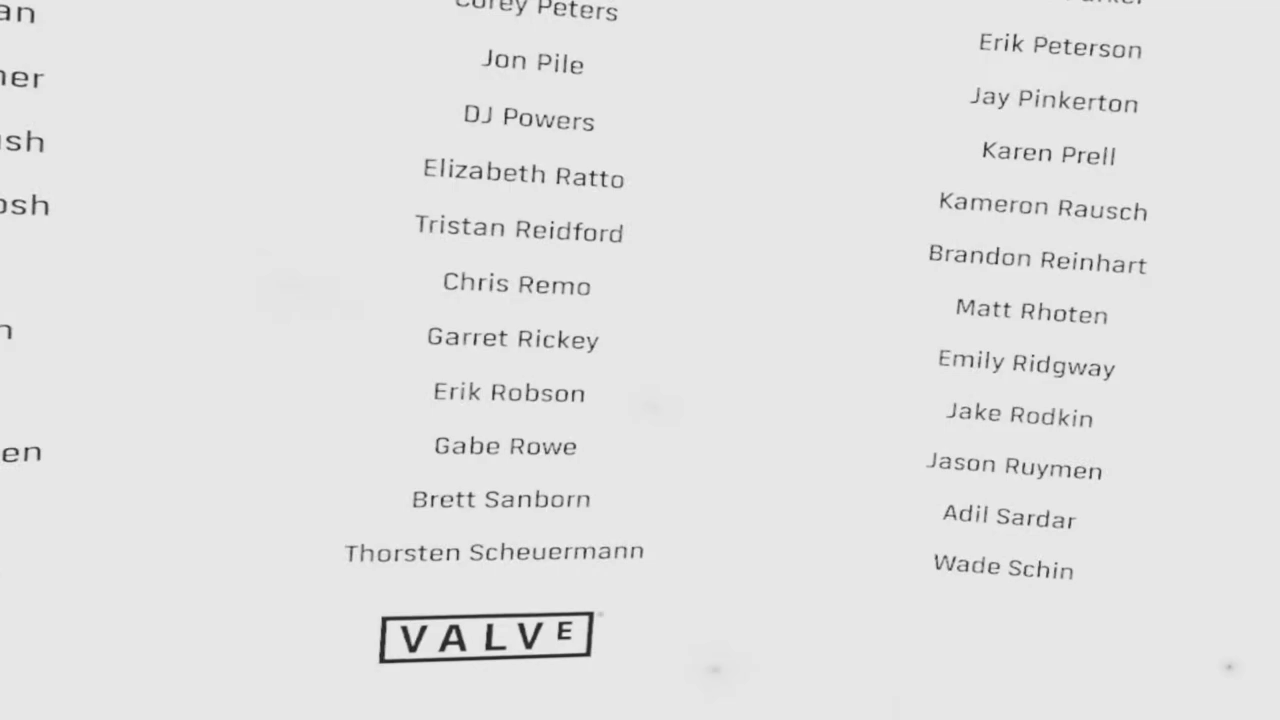 Corey Peters
Jon Pile
DJ Powers
Elizabeth Ratto
Tristan Reidford
Chris Remo
Garret Rickey
Erik Robson
Gabe Rowe
Brett Sanborn
Thorsten Scheuermann
VALVE
Erik Peterson
Jay Pinkerton
Karen Prell
Kameron Rausch
Brandon Reinhart
Matt Rhoten
Emily Ridgway
Jake Rodkin
Jason Ruymen
Adil Sardar
Wade Schin